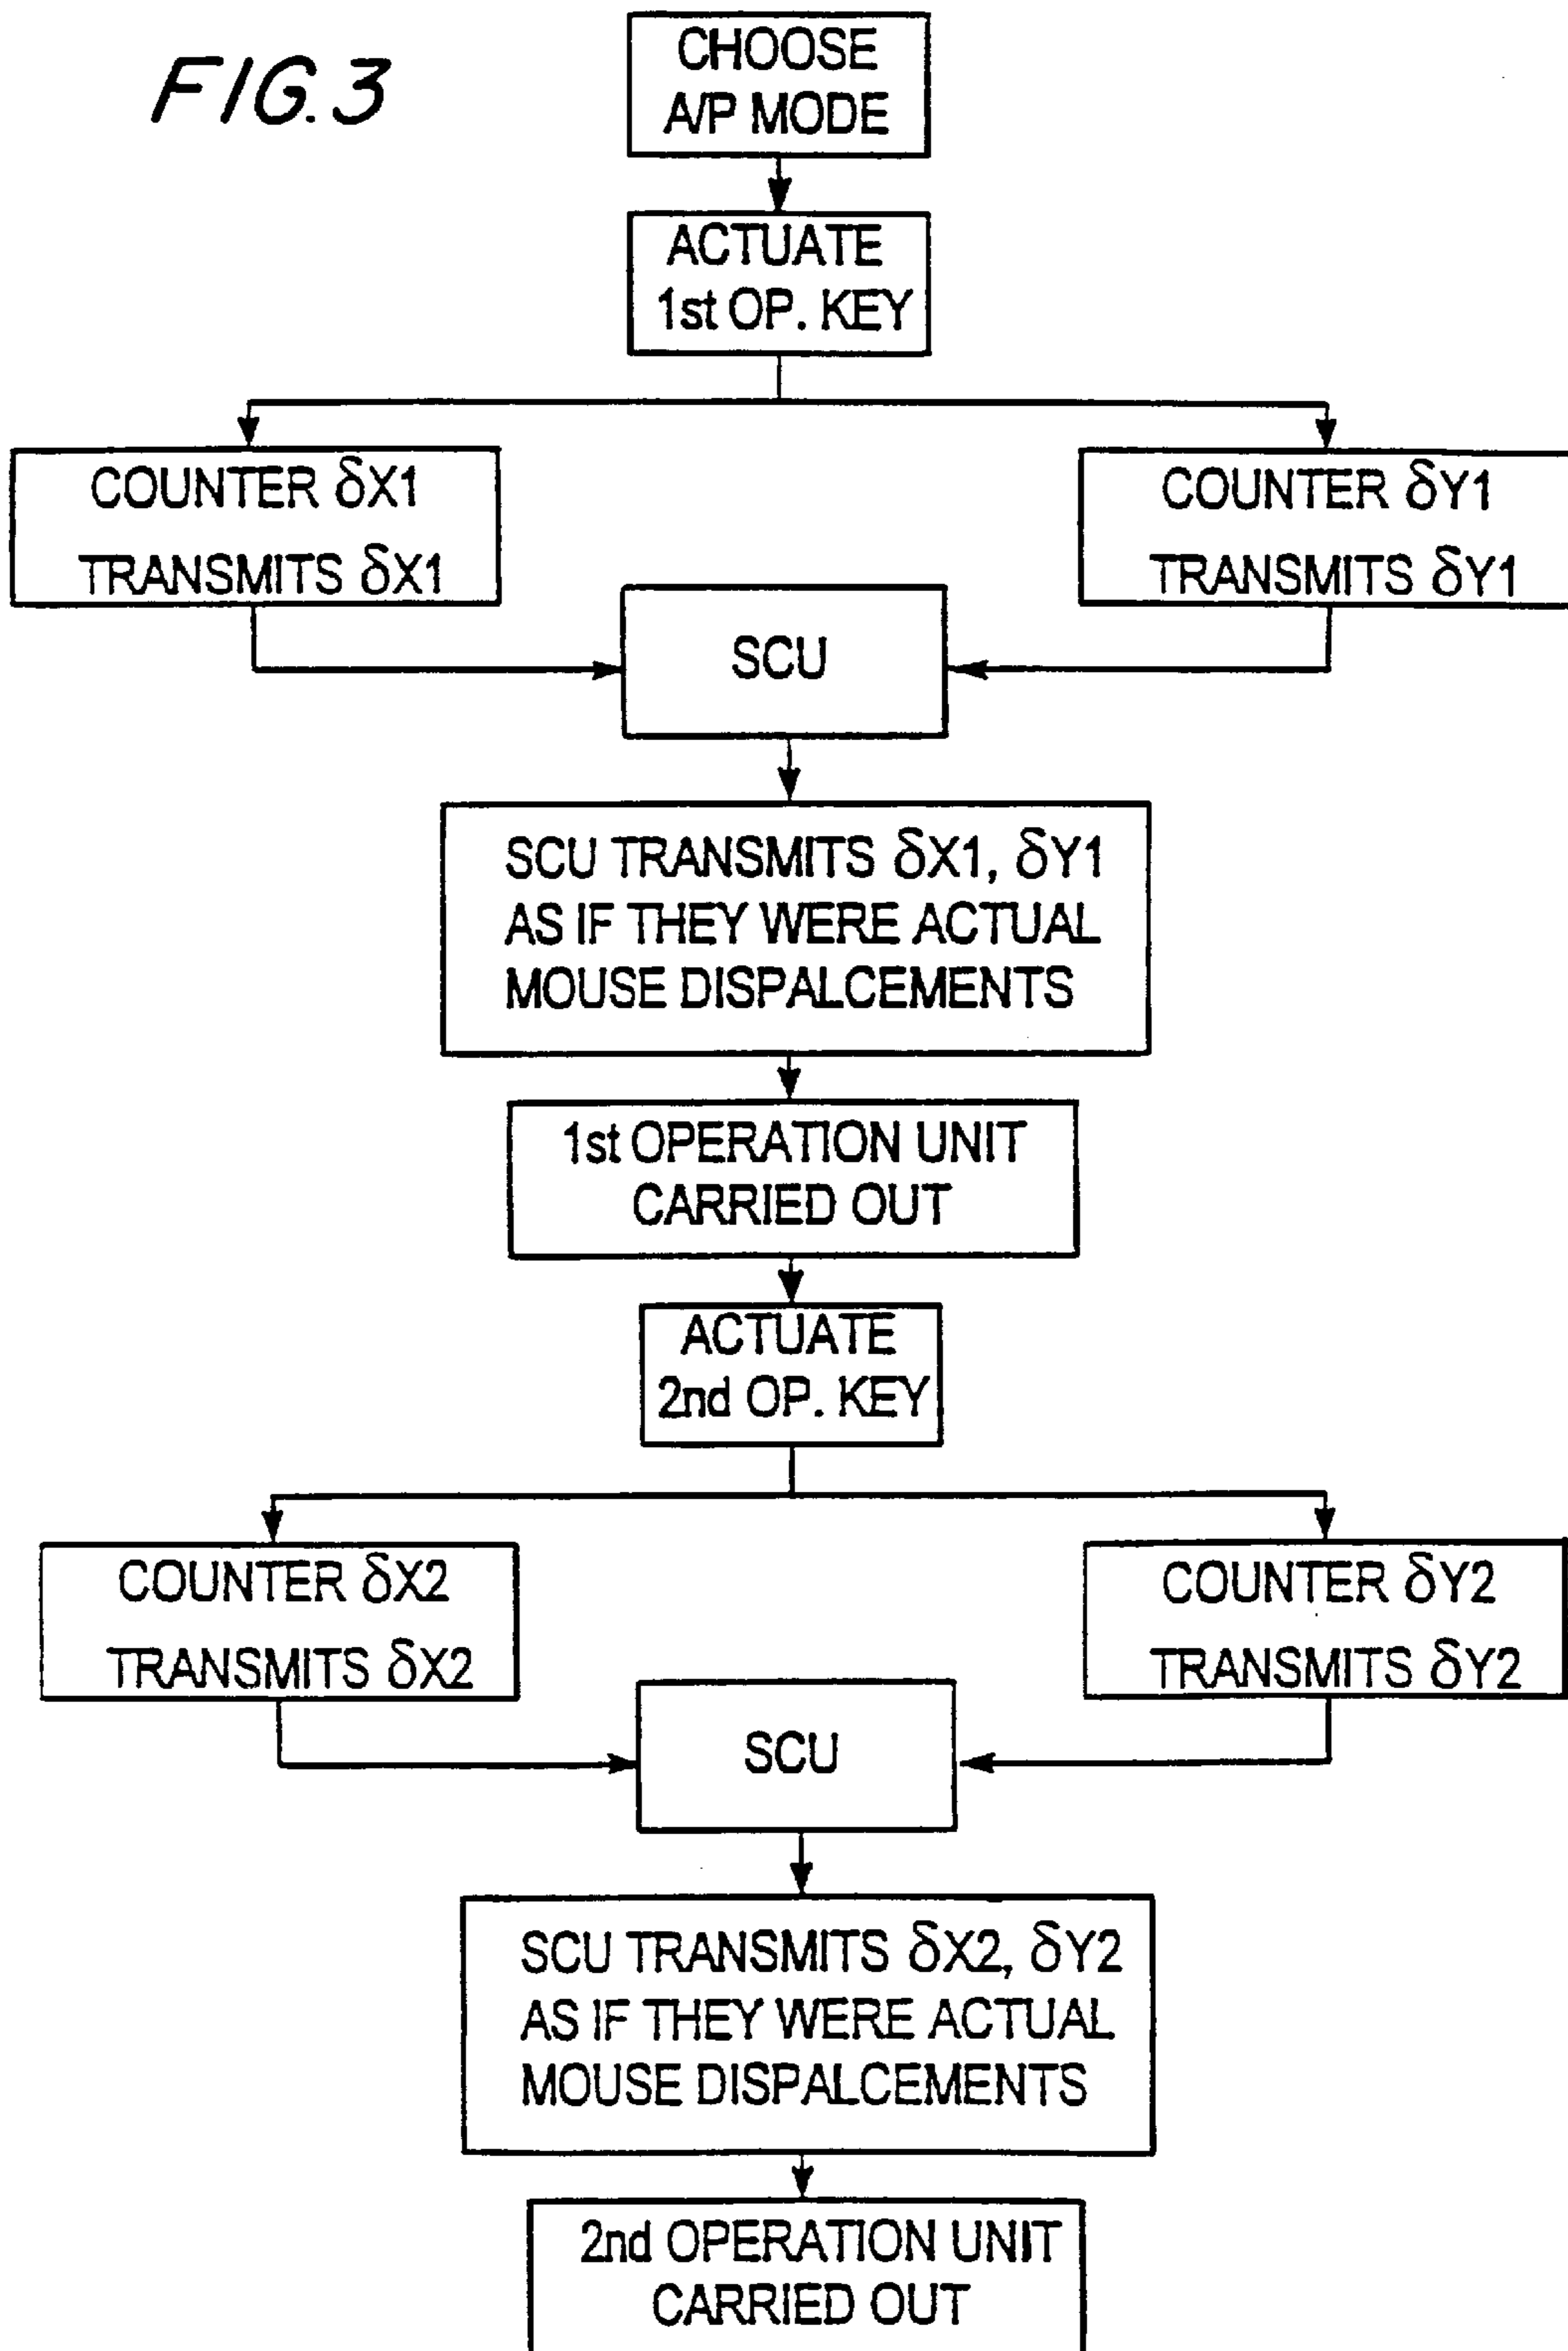 FIG. 3
CHOOSE
A/P MODE
ACTUATE
1st OP. KEY
COUNTER δX1
TRANSMITS δX1
COUNTER δY1
TRANSMITS δY1
SCU
SCU TRANSMITS δX1, δY1
AS IF THEY WERE ACTUAL
MOUSE DISPALCEMENTS
1st OPERATION UNIT
CARRIED OUT
ACTUATE
2nd OP. KEY
COUNTER δX2
TRANSMITS δX2
COUNTER δY2
TRANSMITS δY2
SCU
SCU TRANSMITS δX2, δY2
AS IF THEY WERE ACTUAL
MOUSE DISPALCEMENTS
2nd OPERATION UNIT
CARRIED OUT